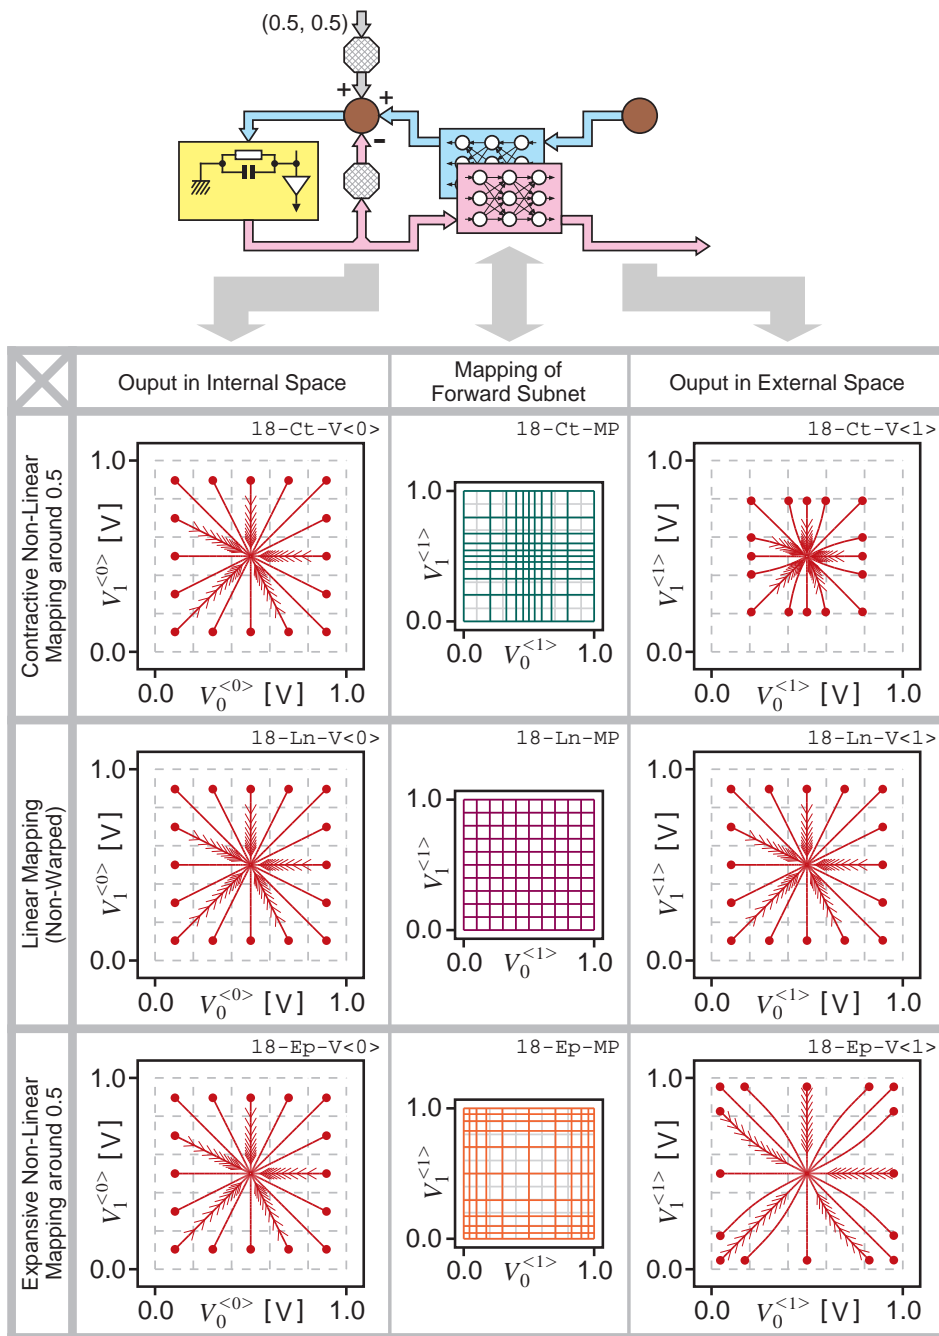 (0.5, 0.5)
+
+
-
Ouput in Internal Space
Mapping of
Forward Subnet
Ouput in External Space
Contractive Non-Linear
Mapping around 0.5
18-Ct-V<0>
1.0
V₁<0> [V]
0.0
0.0 V₀<0> [V] 1.0
18-Ct-MP
1.0
V₁<1>
0.0
0.0 V₀<1> 1.0
18-Ct-V<1>
1.0
V₁<1> [V]
0.0
0.0 V₀<1> [V] 1.0
Linear Mapping
(Non-Warped)
18-Ln-V<0>
1.0
V₁<0> [V]
0.0
0.0 V₀<0> [V] 1.0
18-Ln-MP
1.0
V₁<1>
0.0
0.0 V₀<1> 1.0
18-Ln-V<1>
1.0
V₁<1> [V]
0.0
0.0 V₀<1> [V] 1.0
Expansive Non-Linear
Mapping around 0.5
18-Ep-V<0>
1.0
V₁<0> [V]
0.0
0.0 V₀<0> [V] 1.0
18-Ep-MP
1.0
V₁<1>
0.0
0.0 V₀<1> 1.0
18-Ep-V<1>
1.0
V₁<1> [V]
0.0
0.0 V₀<1> [V] 1.0